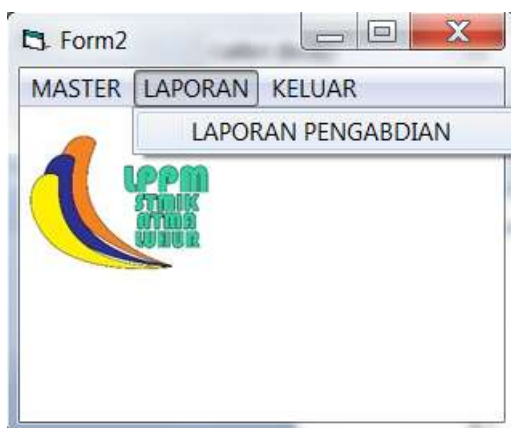 Form2
MASTER LAPORAN KELUAR
LAPORAN PENGABDIAN
LPPM
STMIK
ATMA
LUHUR